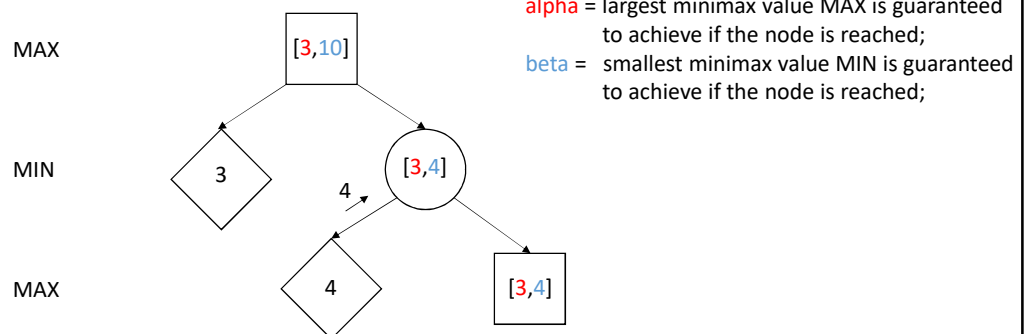 alpha = largest minimax value MAX is guaranteed
to achieve if the node is reached;
beta = smallest minimax value MIN is guaranteed
to achieve if the node is reached;
MAX
[3,10]
MIN
3
[3,4]
4
MAX
4
[3,4]